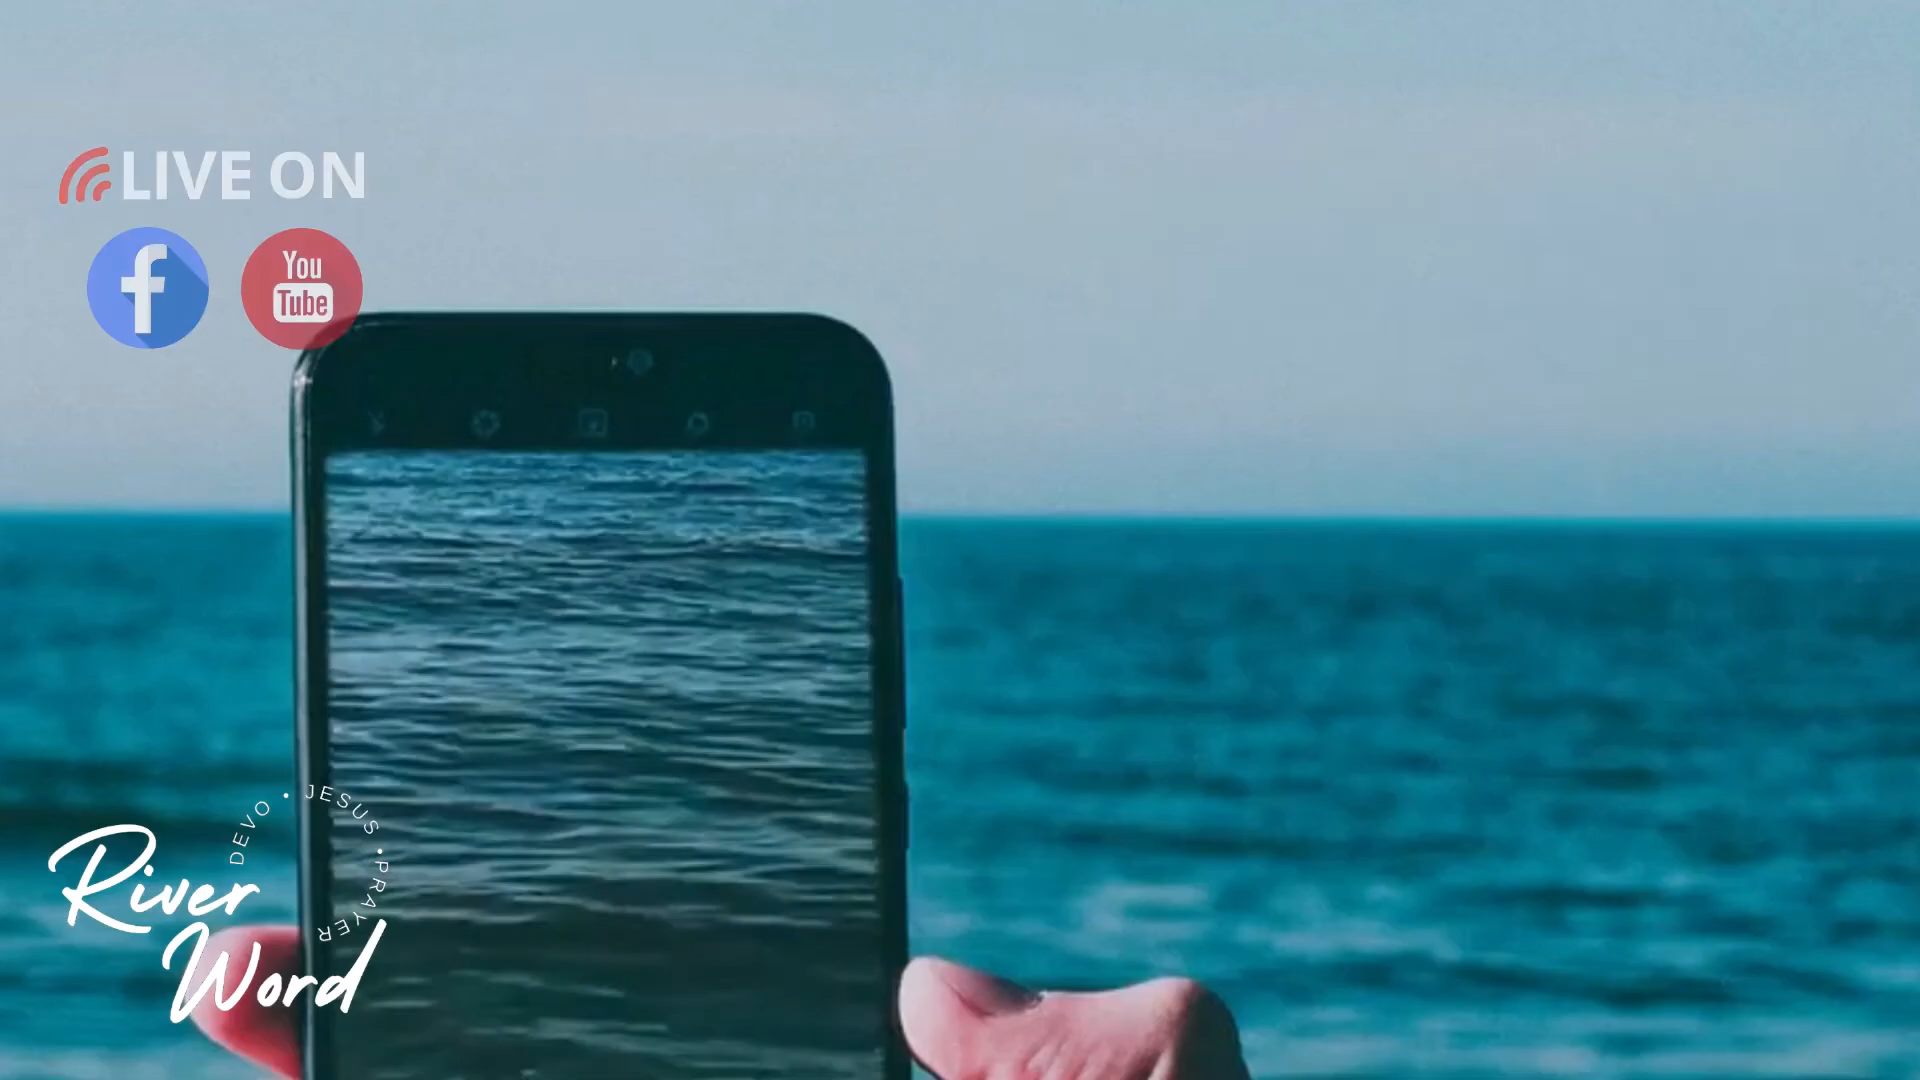 LIVE ON
f
You
Tube
DEVO • JESUS • PRAYER
River
Word